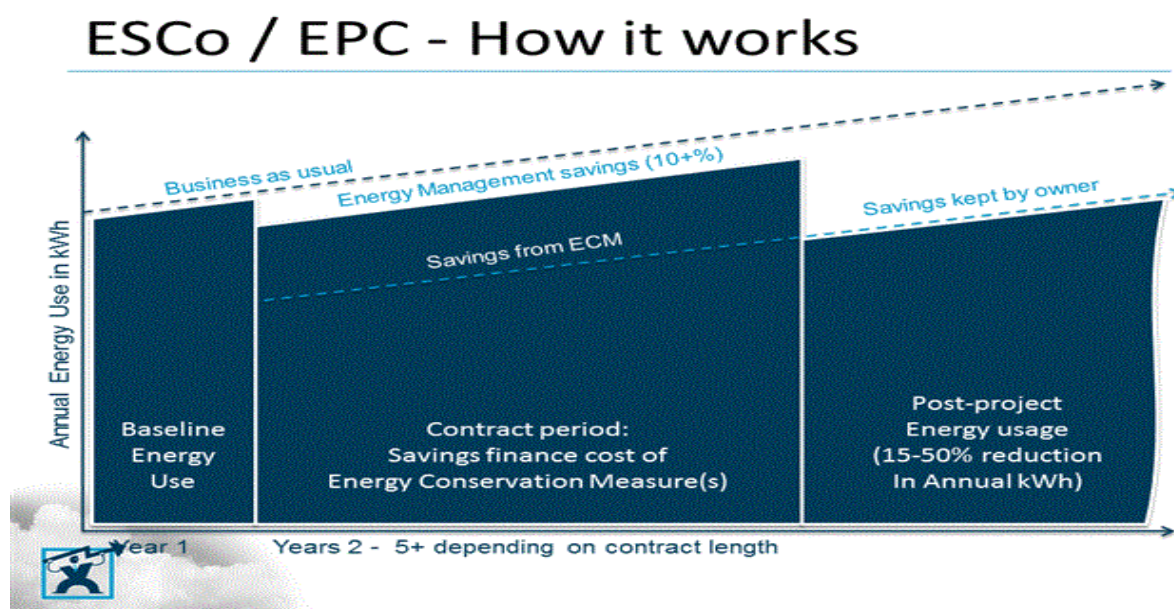 ESCo / EPC - How it works
Business as usual
Energy Management savings (10+%)
Savings kept by owner
Savings from ECM
Annual Energy Use in kWh
Baseline
Energy
Use
Contract period:
Savings finance cost of
Energy Conservation Measure(s)
Post-project
Energy usage
(15-50% reduction
In Annual kWh)
Year 1
Years 2 - 5+ depending on contract length